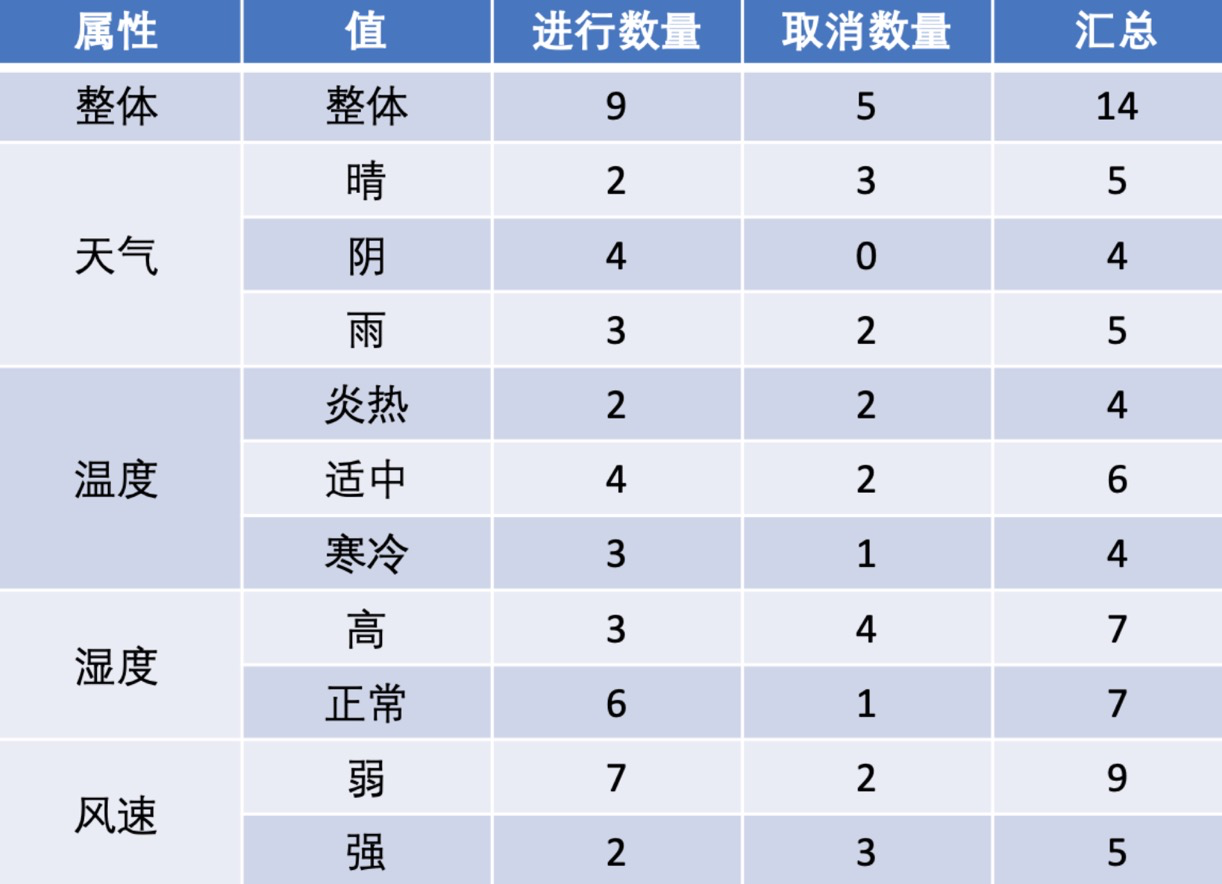 属性 值 进行数量 取消数量 汇总
整体 整体 9 5 14
天气 晴 2 3 5
阴 4 0 4
雨 3 2 5
温度 炎热 2 2 4
适中 4 2 6
寒冷 3 1 4
湿度 高 3 4 7
正常 6 1 7
风速 弱 7 2 9
强 2 3 5